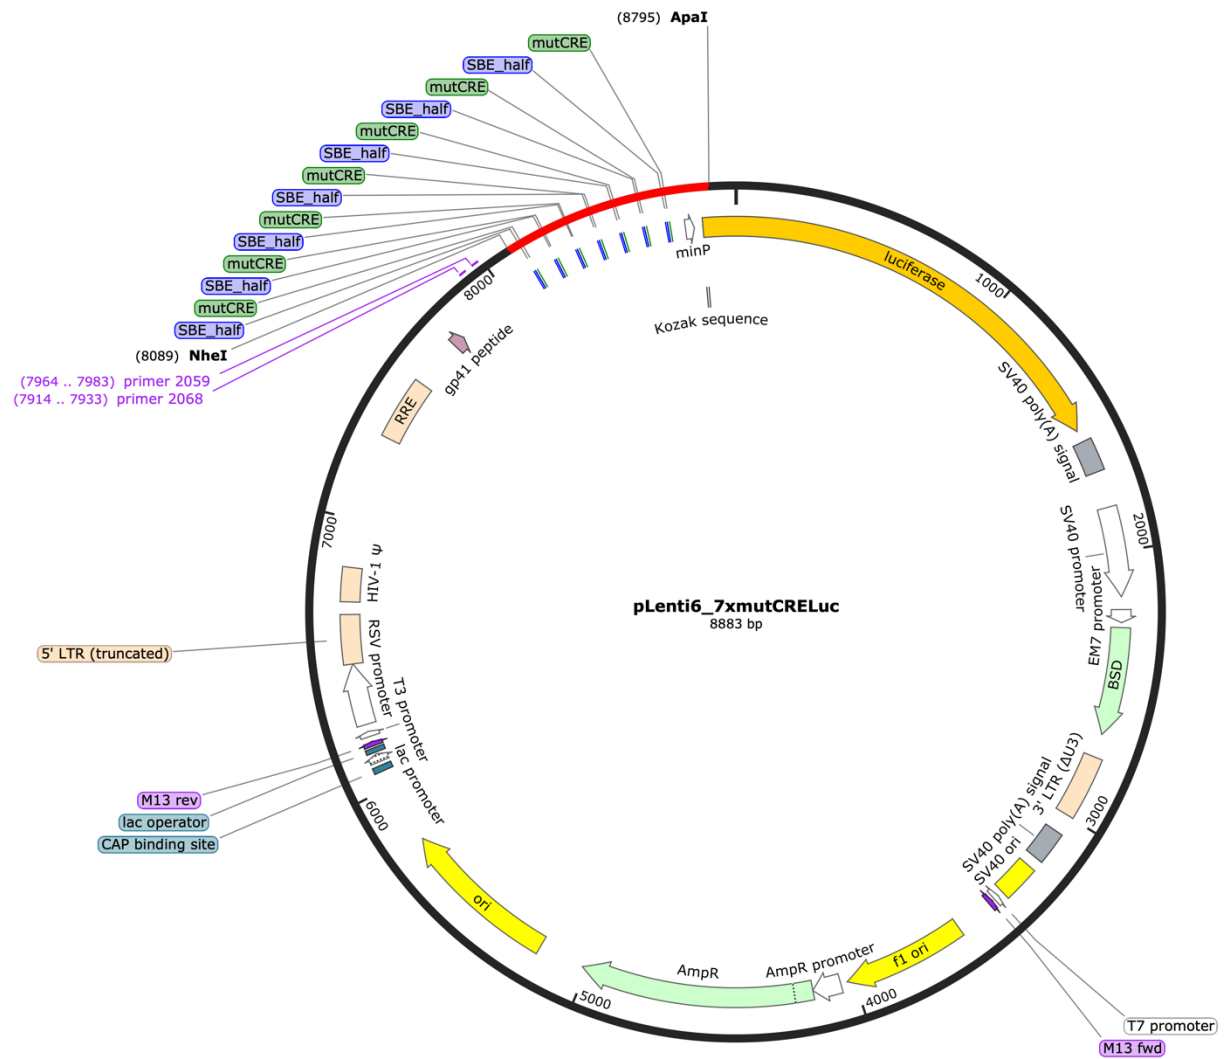 (8795) ApaI
mutCRE
SBE_half
mutCRE
SBE_half
mutCRE
SBE_half
mutCRE
SBE_half
mutCRE
SBE_half
mutCRE
SBE_half
mutCRE
SBE_half
(8089) NheI
(7964 .. 7983) primer 2059
(7914 .. 7933) primer 2068
8000
minP
luciferase
1000
Kozak sequence
gp41 peptide
RRE
SV40 poly(A) signal
7000
2000
SV40 promoter
HIV-1 ψ
EM7 promoter
pLenti6_7xmutCRELuc
8883 bp
5' LTR (truncated)
RSV promoter
BSD
T3 promoter
lac promoter
M13 rev
lac operator
CAP binding site
6000
3' LTR (ΔU3)
3000
SV40 poly(A) signal
SV40 ori
ori
f1 ori
AmpR promoter
AmpR
5000
4000
T7 promoter
M13 fwd